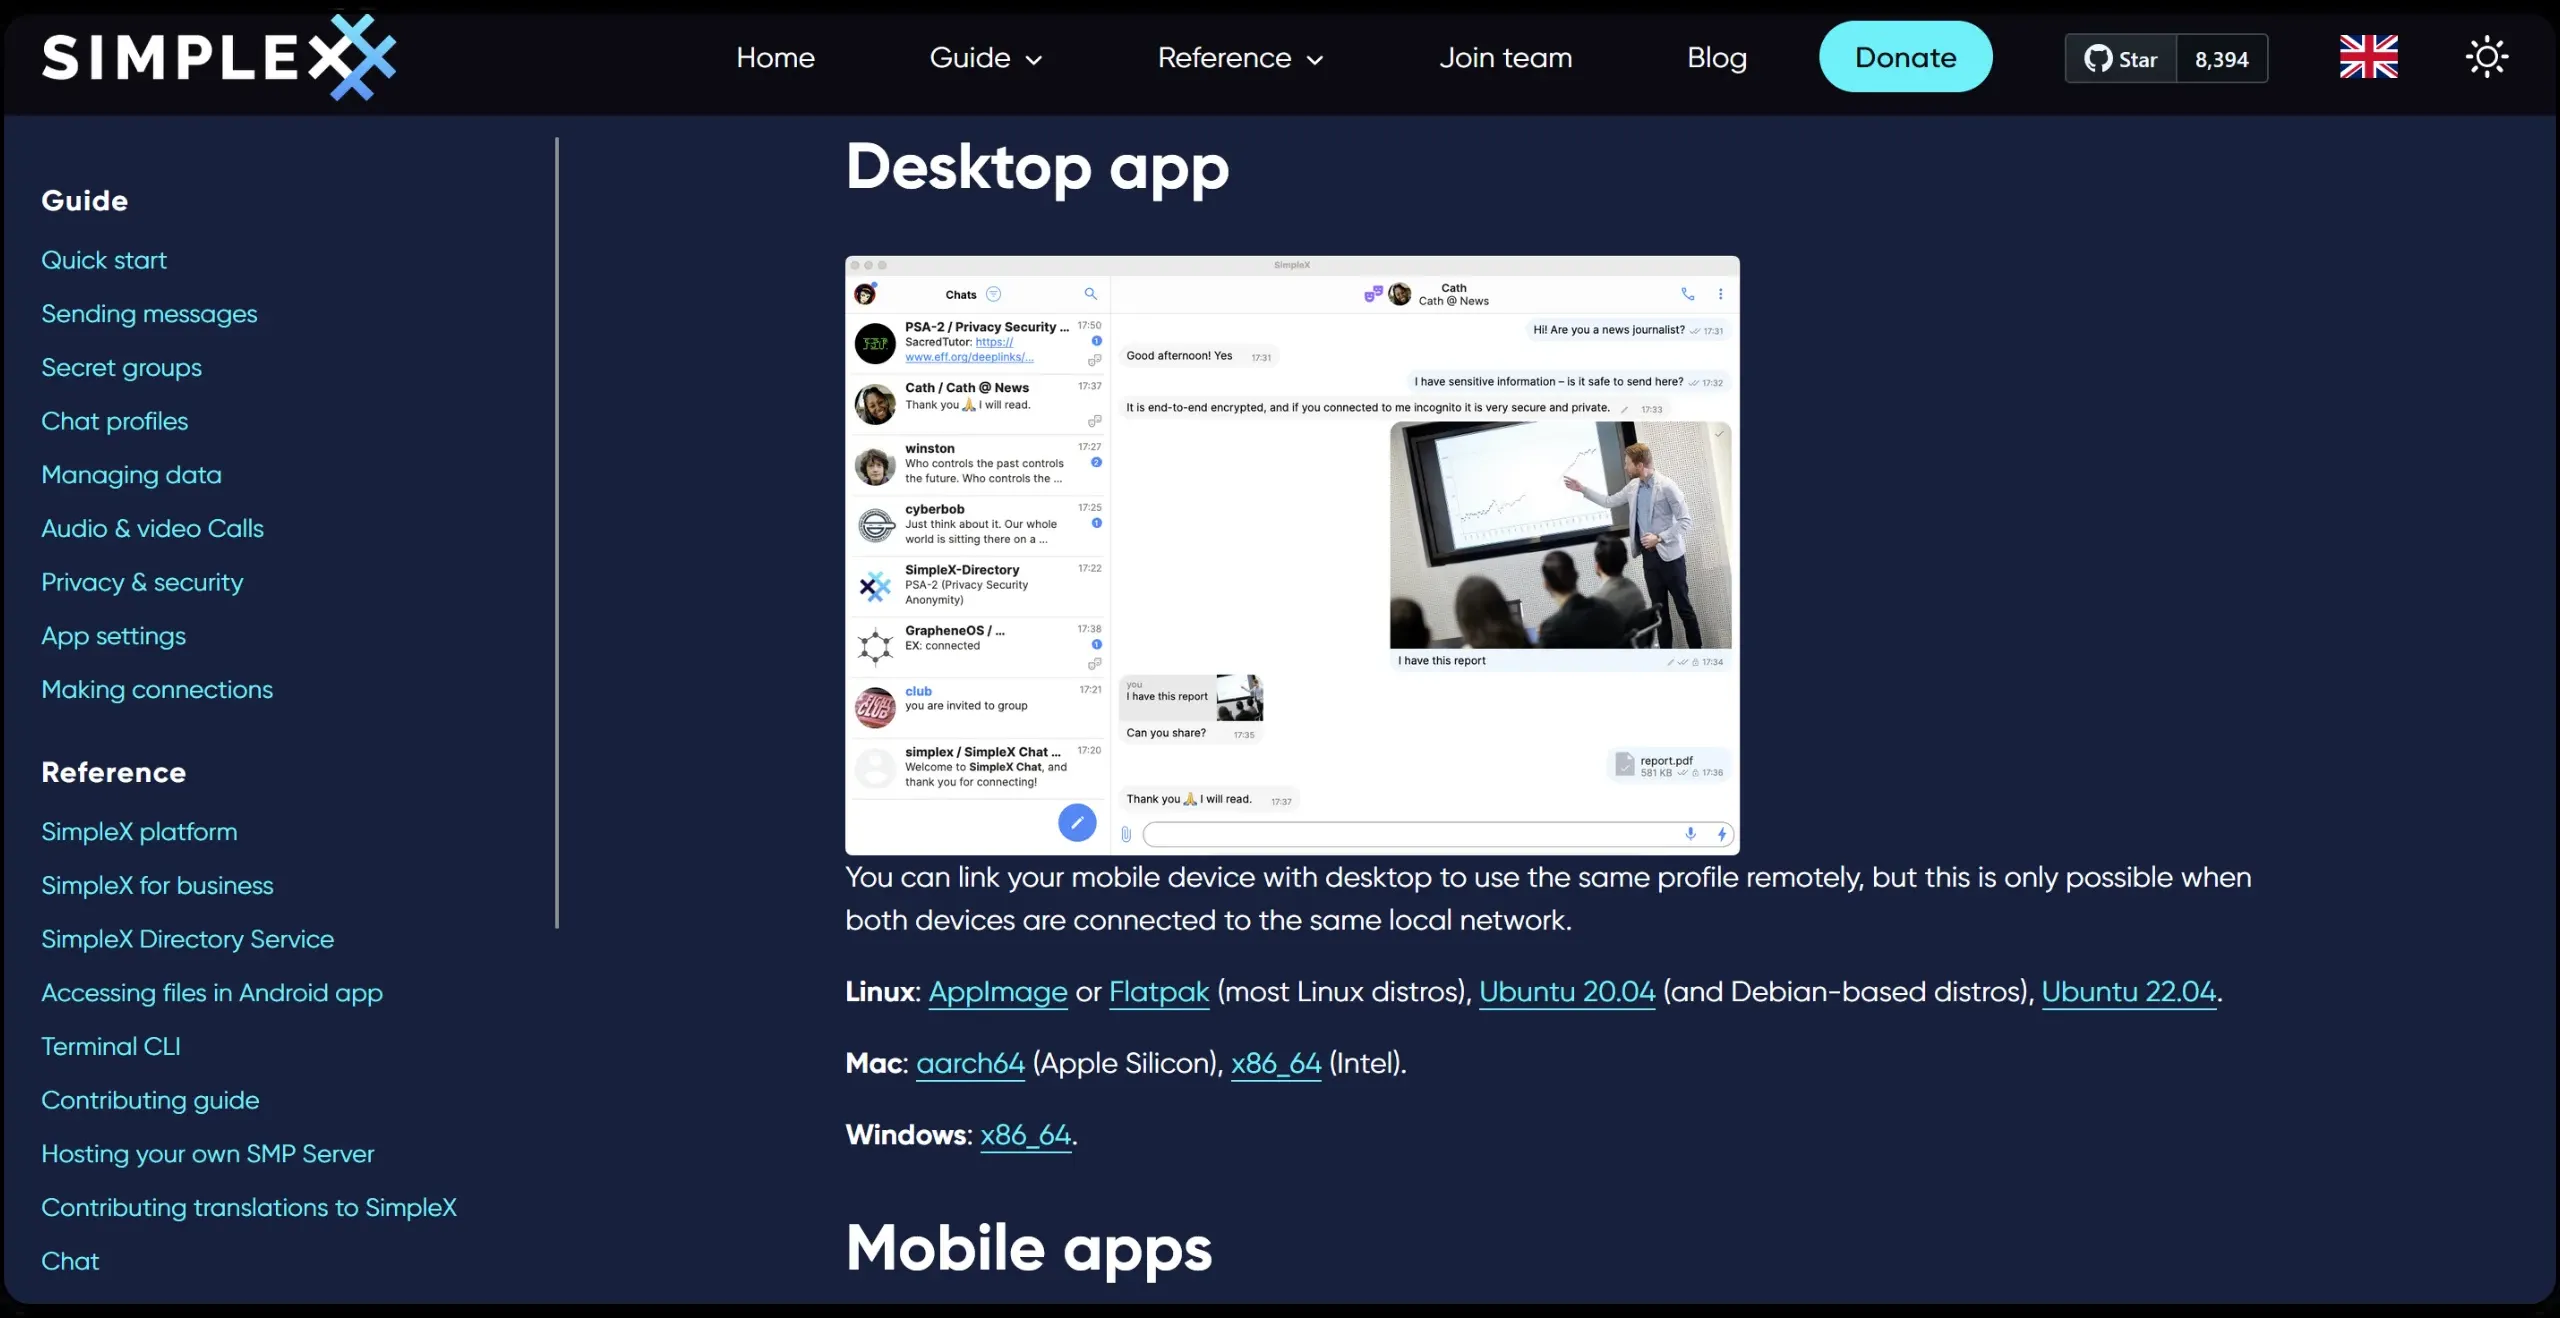 SIMPLEX
Home
Guide
Reference
Join team
Blog
Donate
Star
8,394
Guide
Quick start
Sending messages
Secret groups
Chat profiles
Managing data
Audio & video Calls
Privacy & security
App settings
Making connections
Reference
SimpleX platform
SimpleX for business
SimpleX Directory Service
Accessing files in Android app
Terminal CLI
Contributing guide
Hosting your own SMP Server
Contributing translations to SimpleX
Chat
Desktop app
SimpleX
Chats
PSA-2 / Privacy Security ... 17:50
SacredTutor: https:// 1
www.eff.org/deeplinks/...
Cath / Cath @ News 17:37
Thank you 🙏 I will read.
winston 17:27
Who controls the past controls 2
the future. Who controls the ...
cyberbob 17:25
Just think about it. Our whole 1
world is sitting there on a ...
SimpleX-Directory 17:22
PSA-2 (Privacy Security
Anonymity)
GrapheneOS / ... 17:38
EX: connected 1
FIGHT
CLUB
club 17:21
you are invited to group
simplex / SimpleX Chat ... 17:20
Welcome to SimpleX Chat, and
thank you for connecting!
Cath
Cath @ News
Hi! Are you a news journalist? 17:31
Good afternoon! Yes 17:31
I have sensitive information – is it safe to send here? 17:32
It is end-to-end encrypted, and if you connected to me incognito it is very secure and private. 17:33
I have this report 17:34
you
I have this report
Can you share? 17:35
report.pdf
581 KB 17:36
Thank you 🙏 I will read. 17:37
You can link your mobile device with desktop to use the same profile remotely, but this is only possible when
both devices are connected to the same local network.
Linux: AppImage or Flatpak (most Linux distros), Ubuntu 20.04 (and Debian-based distros), Ubuntu 22.04.
Mac: aarch64 (Apple Silicon), x86_64 (Intel).
Windows: x86_64.
Mobile apps